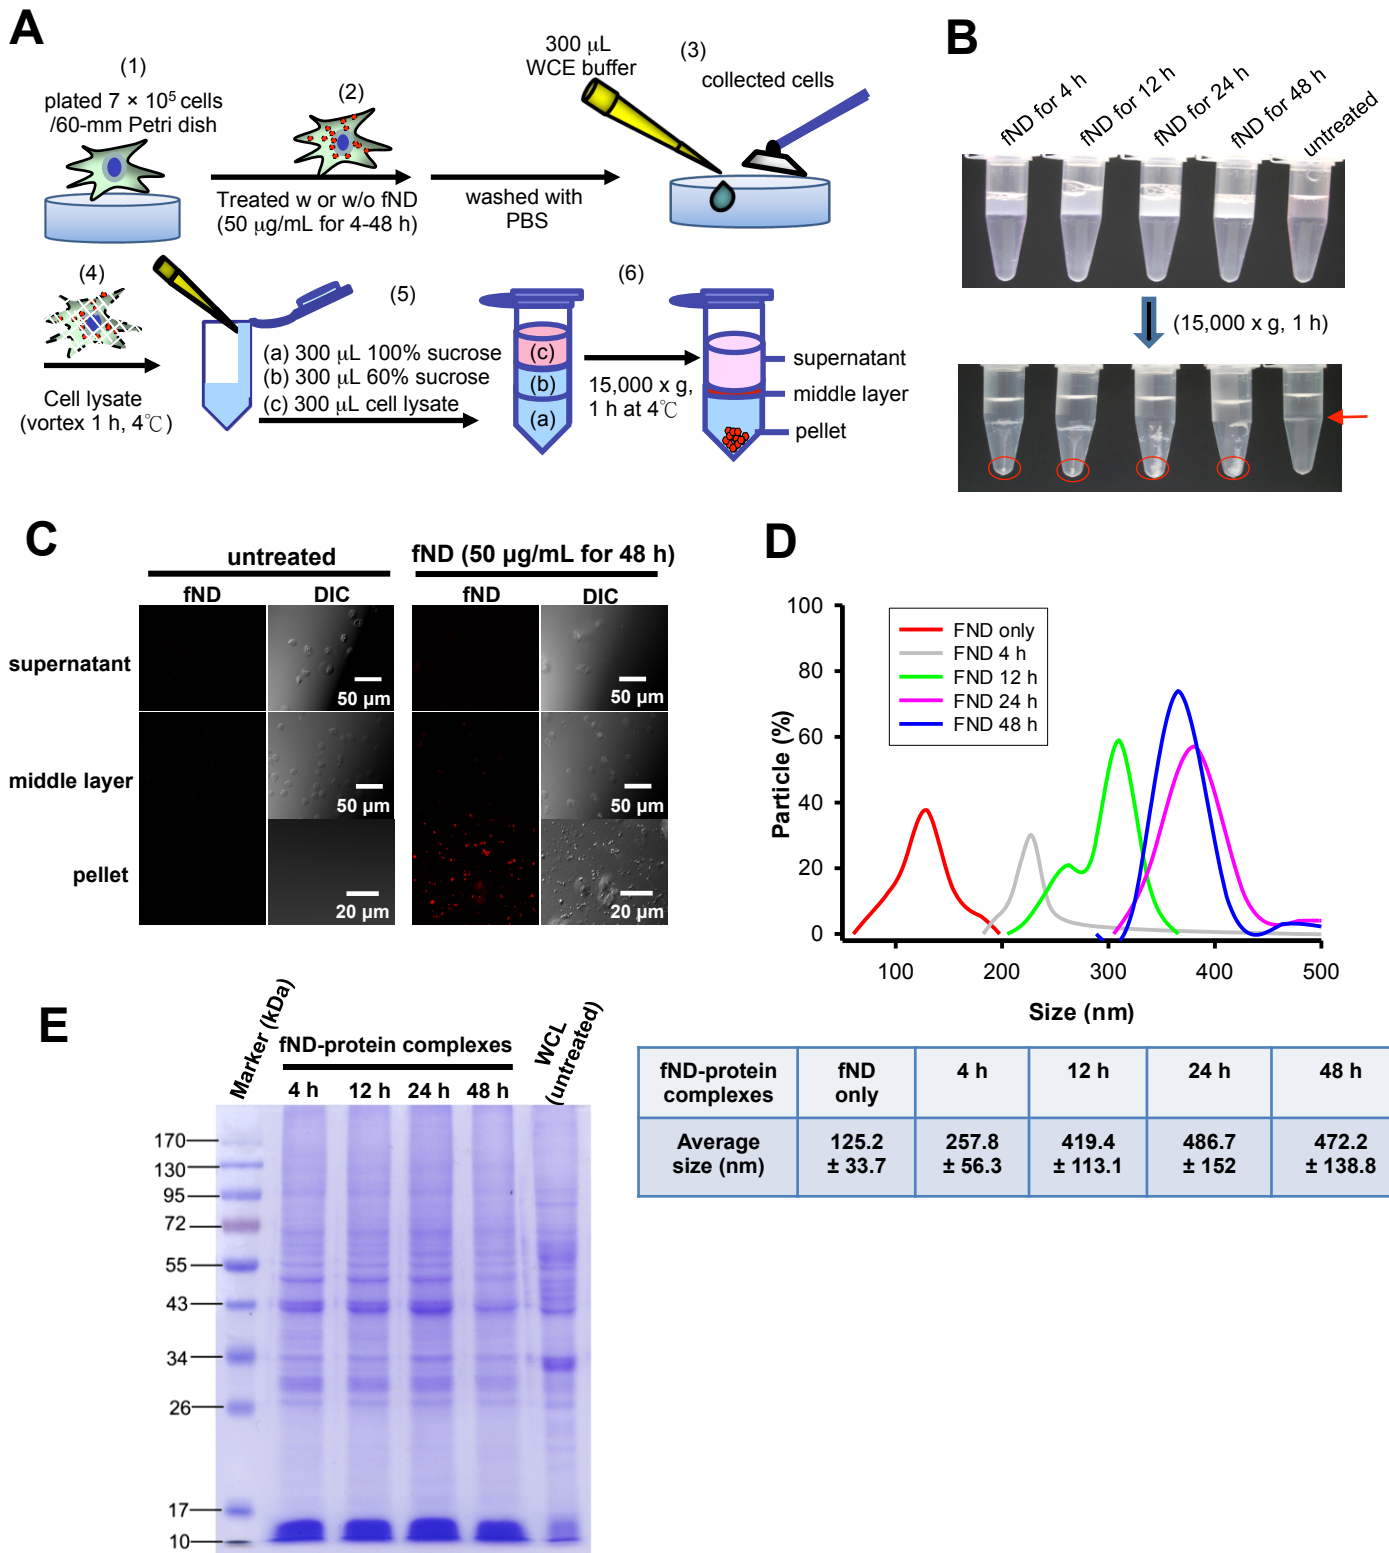 A
(1)
plated 7 × 10⁵ cells
/60-mm Petri dish
(2)
Treated w or w/o fND
(50 μg/mL for 4-48 h)
washed with
PBS
300 μL
WCE buffer
(3)
collected cells
(4)
Cell lysate
(vortex 1 h, 4℃)
(5)
(a) 300 μL 100% sucrose
(b) 300 μL 60% sucrose
(c) 300 μL cell lysate
(c)
(b)
(a)
(6)
15,000 x g,
1 h at 4℃
supernatant
middle layer
pellet
B
fND for 4 h
fND for 12 h
fND for 24 h
fND for 48 h
untreated
(15,000 x g, 1 h)
C
untreated
fND (50 μg/mL for 48 h)
fND
DIC
fND
DIC
supernatant
50 μm
50 μm
middle layer
50 μm
50 μm
pellet
20 μm
20 μm
D
100
80
60
40
20
0
Particle (%)
FND only
FND 4 h
FND 12 h
FND 24 h
FND 48 h
100
200
300
400
500
Size (nm)
fND-protein complexes
fND only
4 h
12 h
24 h
48 h
Average size (nm)
125.2 ± 33.7
257.8 ± 56.3
419.4 ± 113.1
486.7 ± 152
472.2 ± 138.8
E
Marker (kDa)
fND-protein complexes
4 h
12 h
24 h
48 h
WCL
(untreated)
170
130
95
72
55
43
34
26
17
10